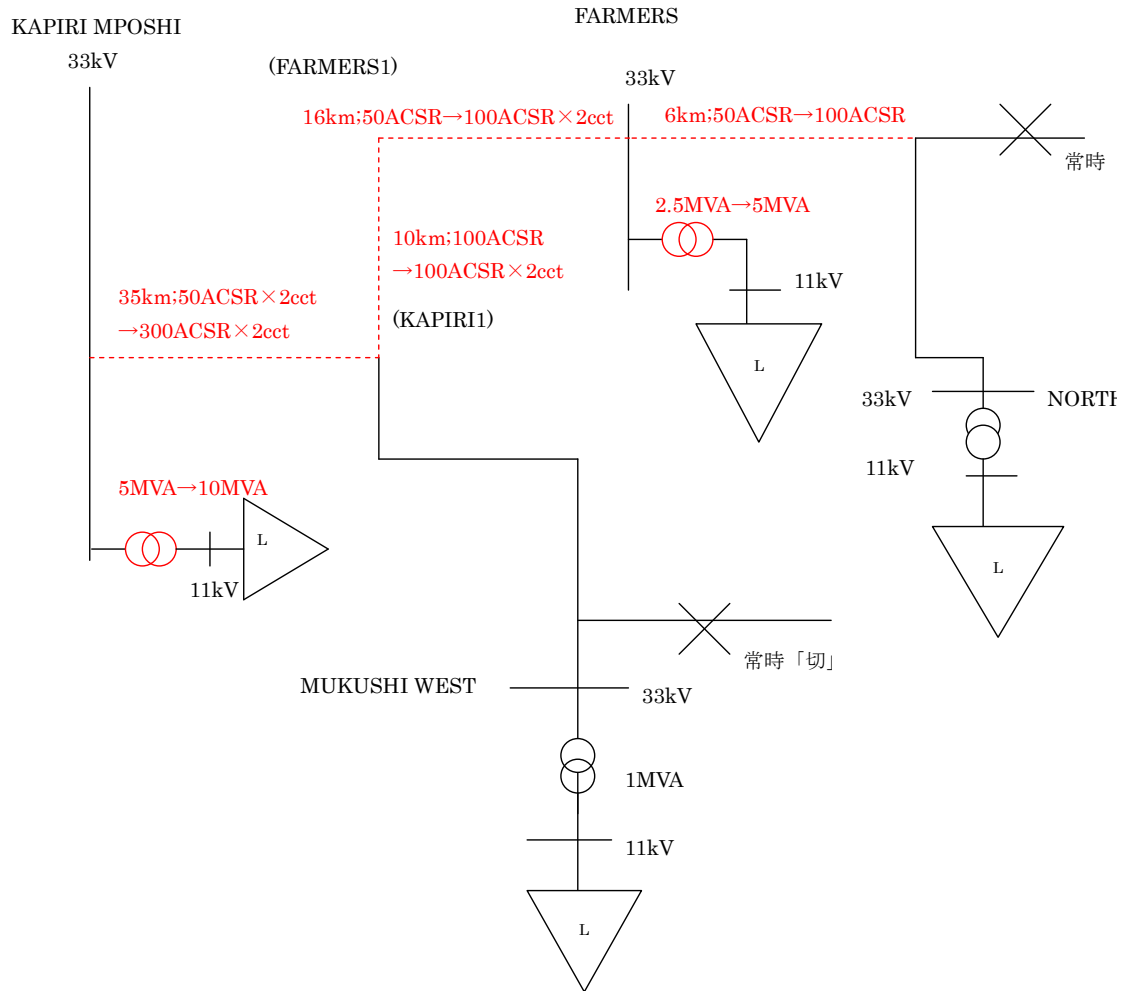 FARMERS
KAPIRI MPOSHI
33kV
(FARMERS1)
33kV
16km;50ACSR→100ACSR×2cct
6km;50ACSR→100ACSR
常時
2.5MVA→5MVA
10km;100ACSR
→100ACSR×2cct
11kV
35km;50ACSR×2cct
→300ACSR×2cct
(KAPIRI1)
L
33kV
NORTH
11kV
5MVA→10MVA
L
11kV
L
常時「切」
MUKUSHI WEST
33kV
1MVA
11kV
L